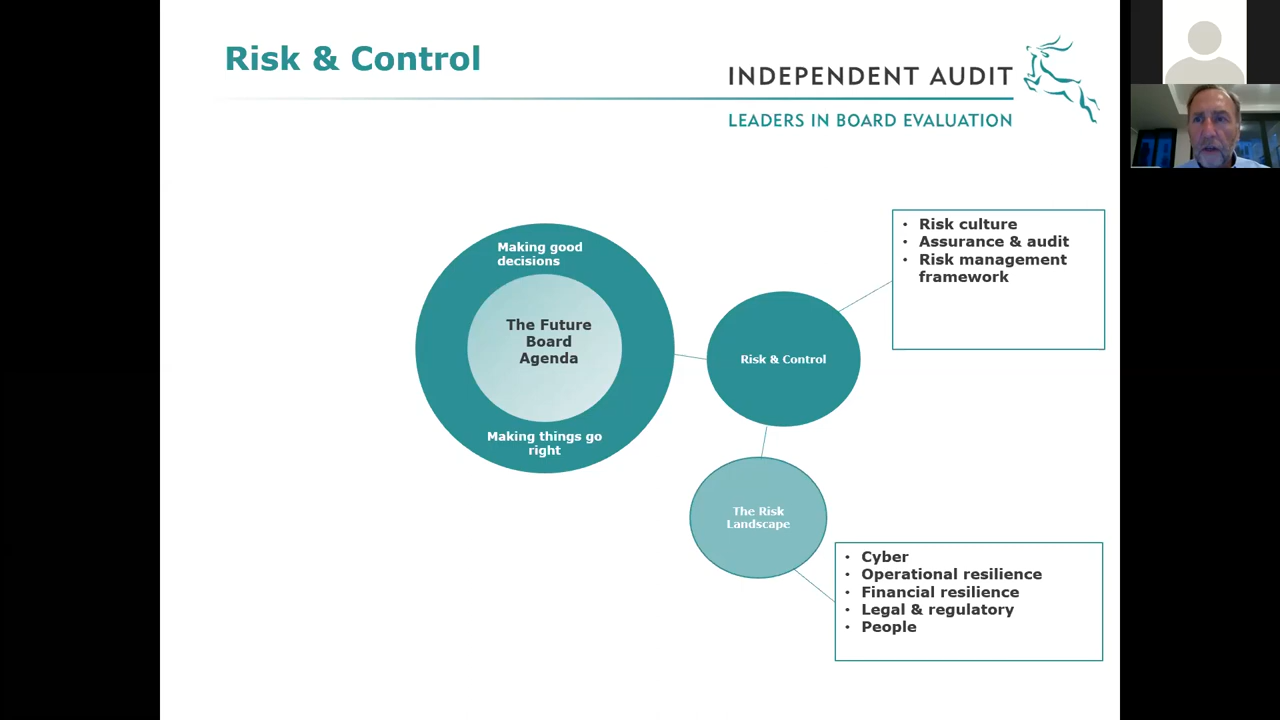 Risk & Control
INDEPENDENT AUDIT
LEADERS IN BOARD EVALUATION
Making good
decisions
The Future
Board
Agenda
Making things go
right
Risk & Control
• Risk culture
• Assurance & audit
• Risk management
framework
The Risk
Landscape
• Cyber
• Operational resilience
• Financial resilience
• Legal & regulatory
• People